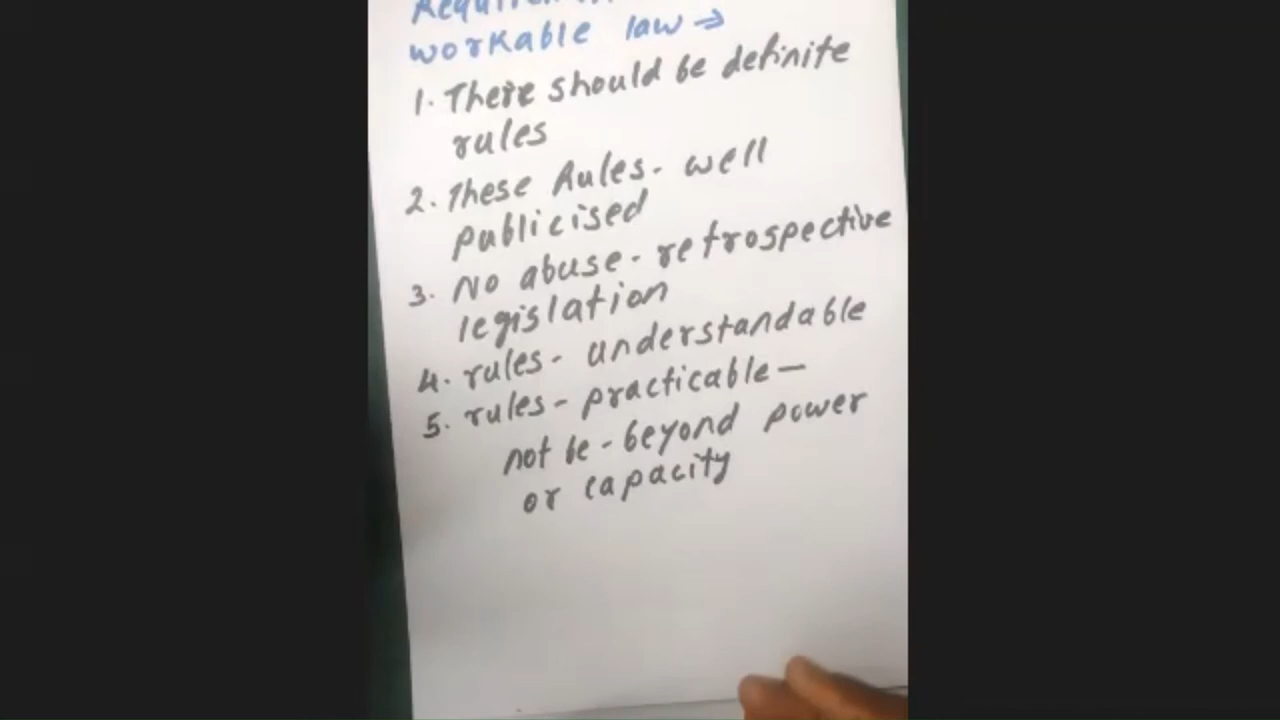 workable law →
1. There should be definite
rules
2. These Rules- well
publicised
3. No abuse- retrospective
legislation
4. rules- understandable
5. rules- practicable—
not be- beyond power
or capacity